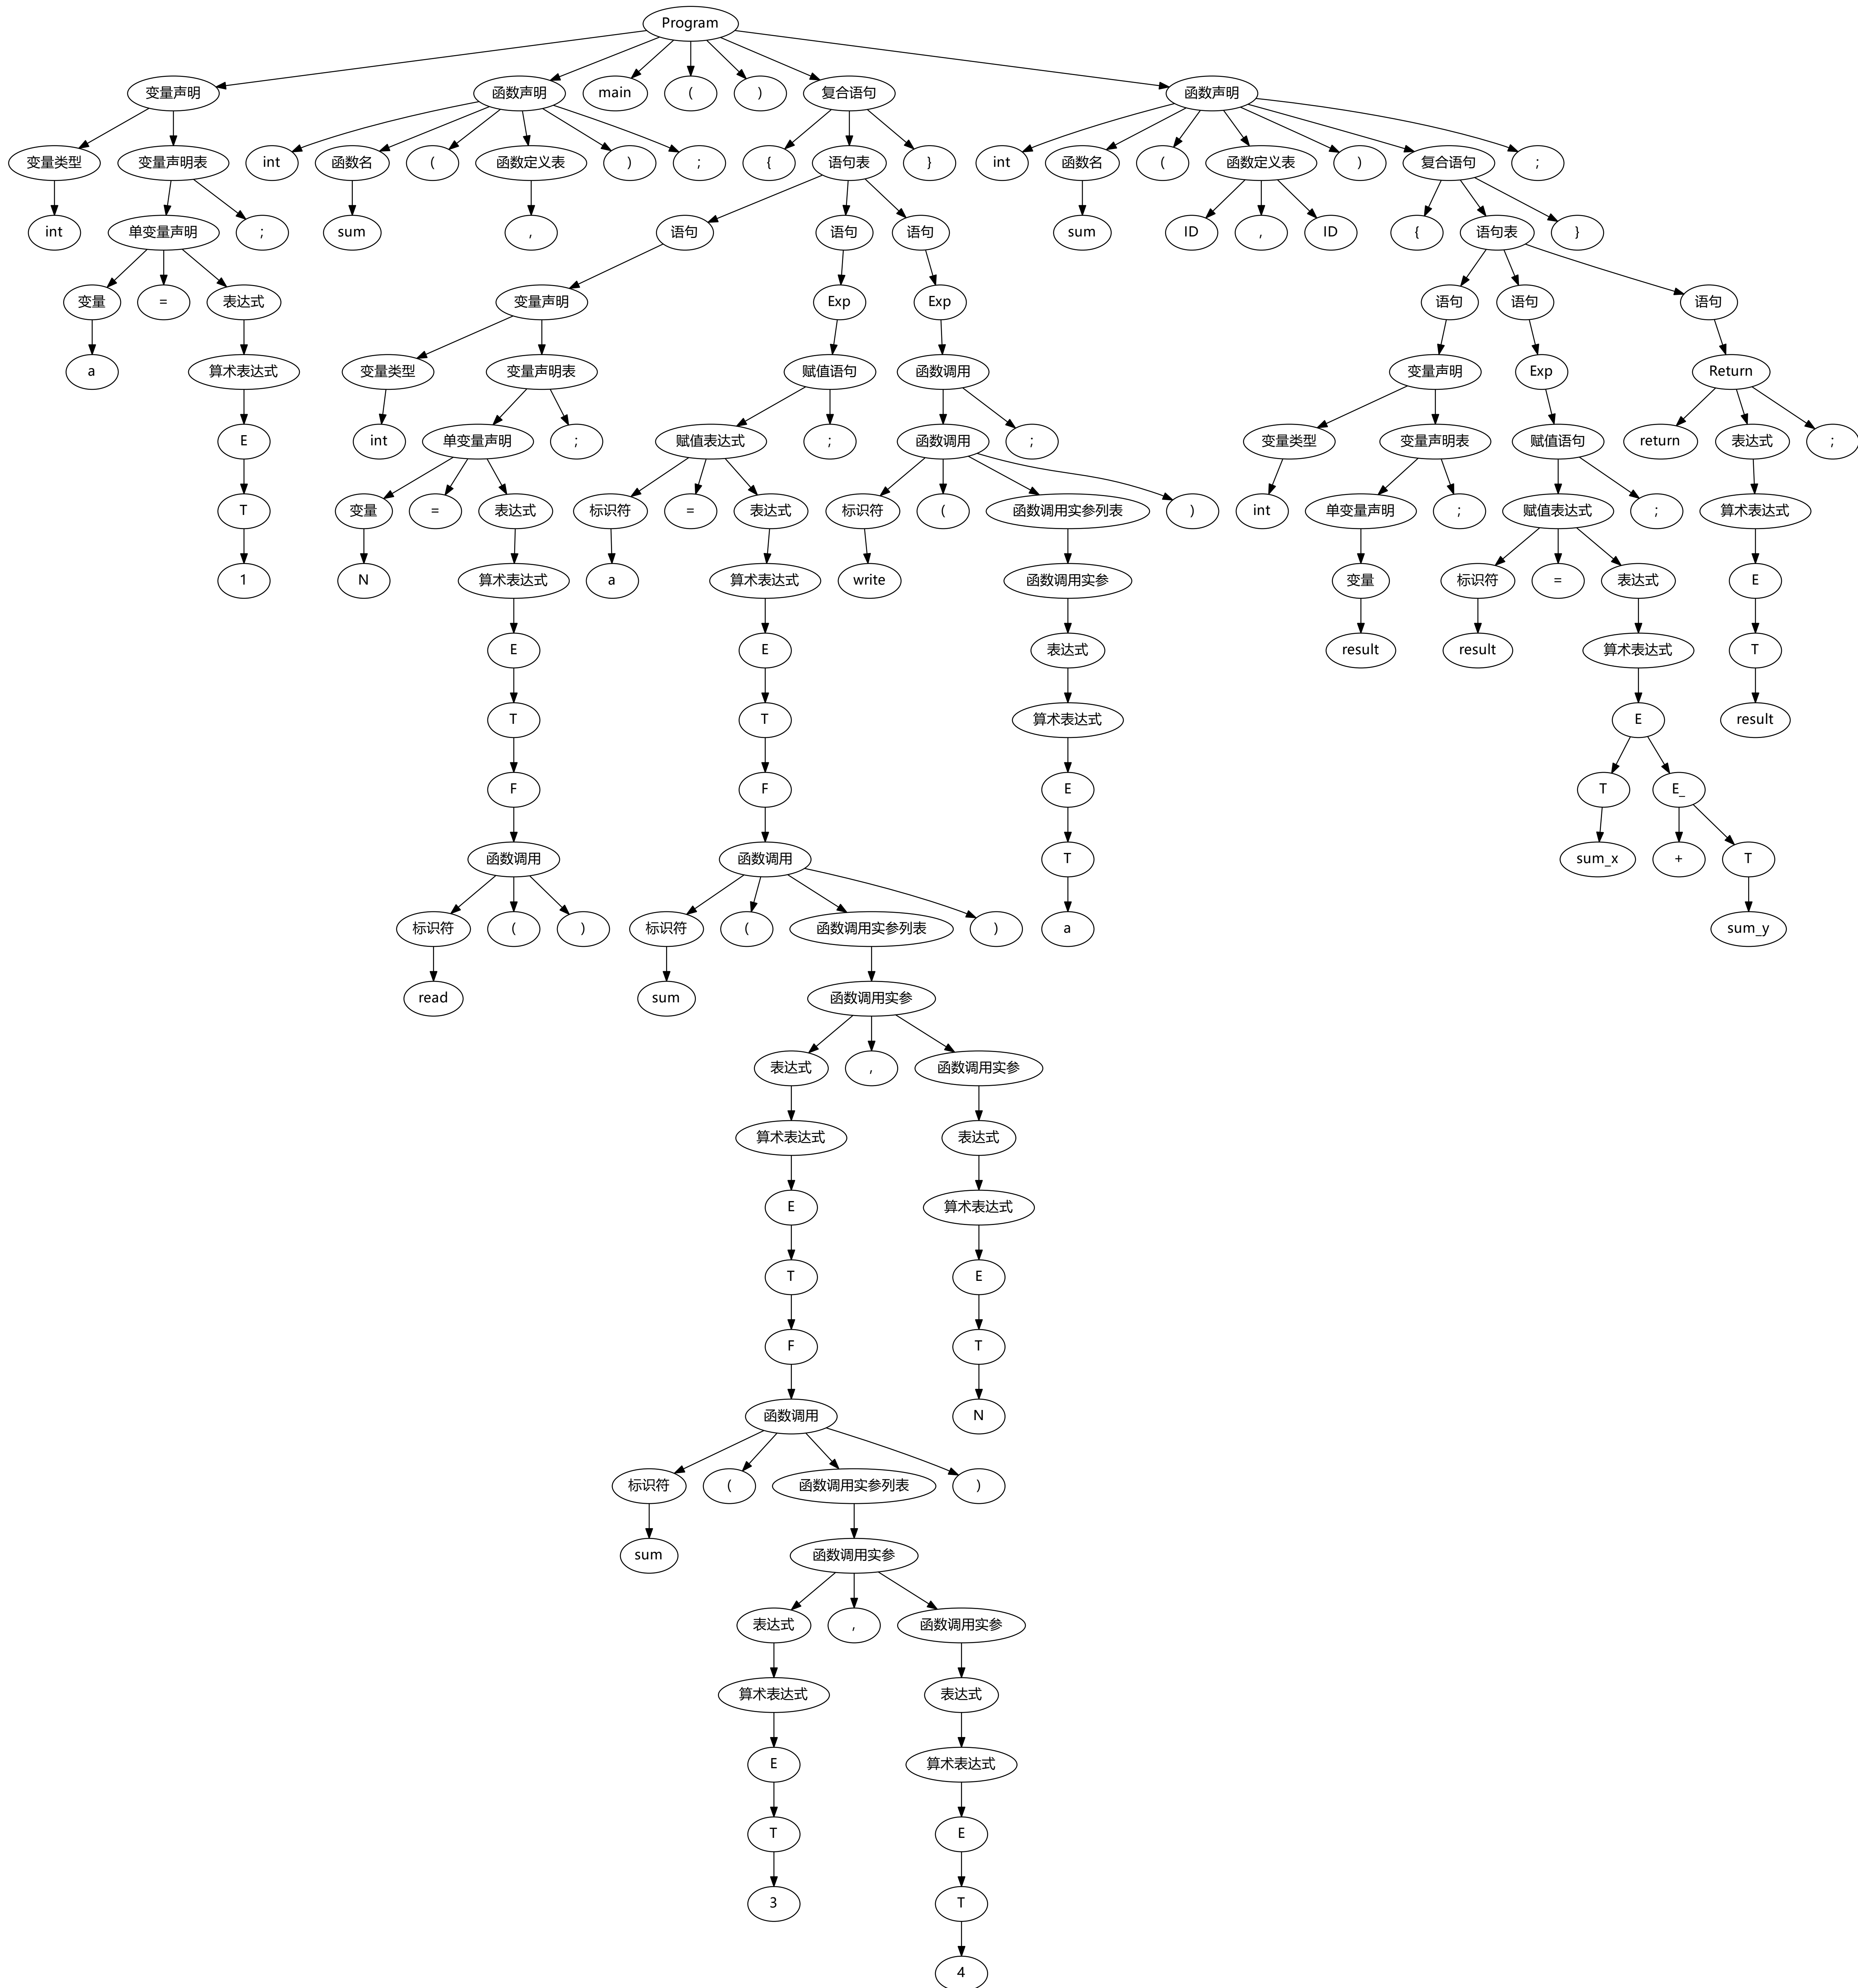 Program
变量声明 函数声明 main ( ) 复合语句 函数声明
变量类型 变量声明表 int 函数名 ( 函数定义表 ) ; { 语句表 } int 函数名 ( 函数定义表 ) 复合语句 ;
int 单变量声明 ; sum , 语句 语句 语句 sum ID , ID { 语句表 }
变量 = 表达式 变量声明 Exp Exp 语句 语句 语句
a 算术表达式 变量类型 变量声明表 赋值语句 函数调用 变量声明 Exp Return
E int 单变量声明 ; 赋值表达式 ; 函数调用 ; 变量类型 变量声明表 赋值语句 return 表达式 ;
T 变量 = 表达式 标识符 = 表达式 标识符 ( 函数调用实参列表 ) int 单变量声明 ; 赋值表达式 ; 算术表达式
1 N 算术表达式 a 算术表达式 write 函数调用实参 变量 标识符 = 表达式 E
E E 表达式 result result 算术表达式 T
T T 算术表达式 E result
F F E T E_
函数调用 函数调用 T sum_x + T
标识符 ( ) 标识符 ( 函数调用实参列表 ) a sum_y
read sum 函数调用实参
表达式 , 函数调用实参
算术表达式 表达式
E 算术表达式
T E
F T
函数调用 N
标识符 ( 函数调用实参列表 )
sum 函数调用实参
表达式 , 函数调用实参
算术表达式 表达式
E 算术表达式
T E
3 T
4